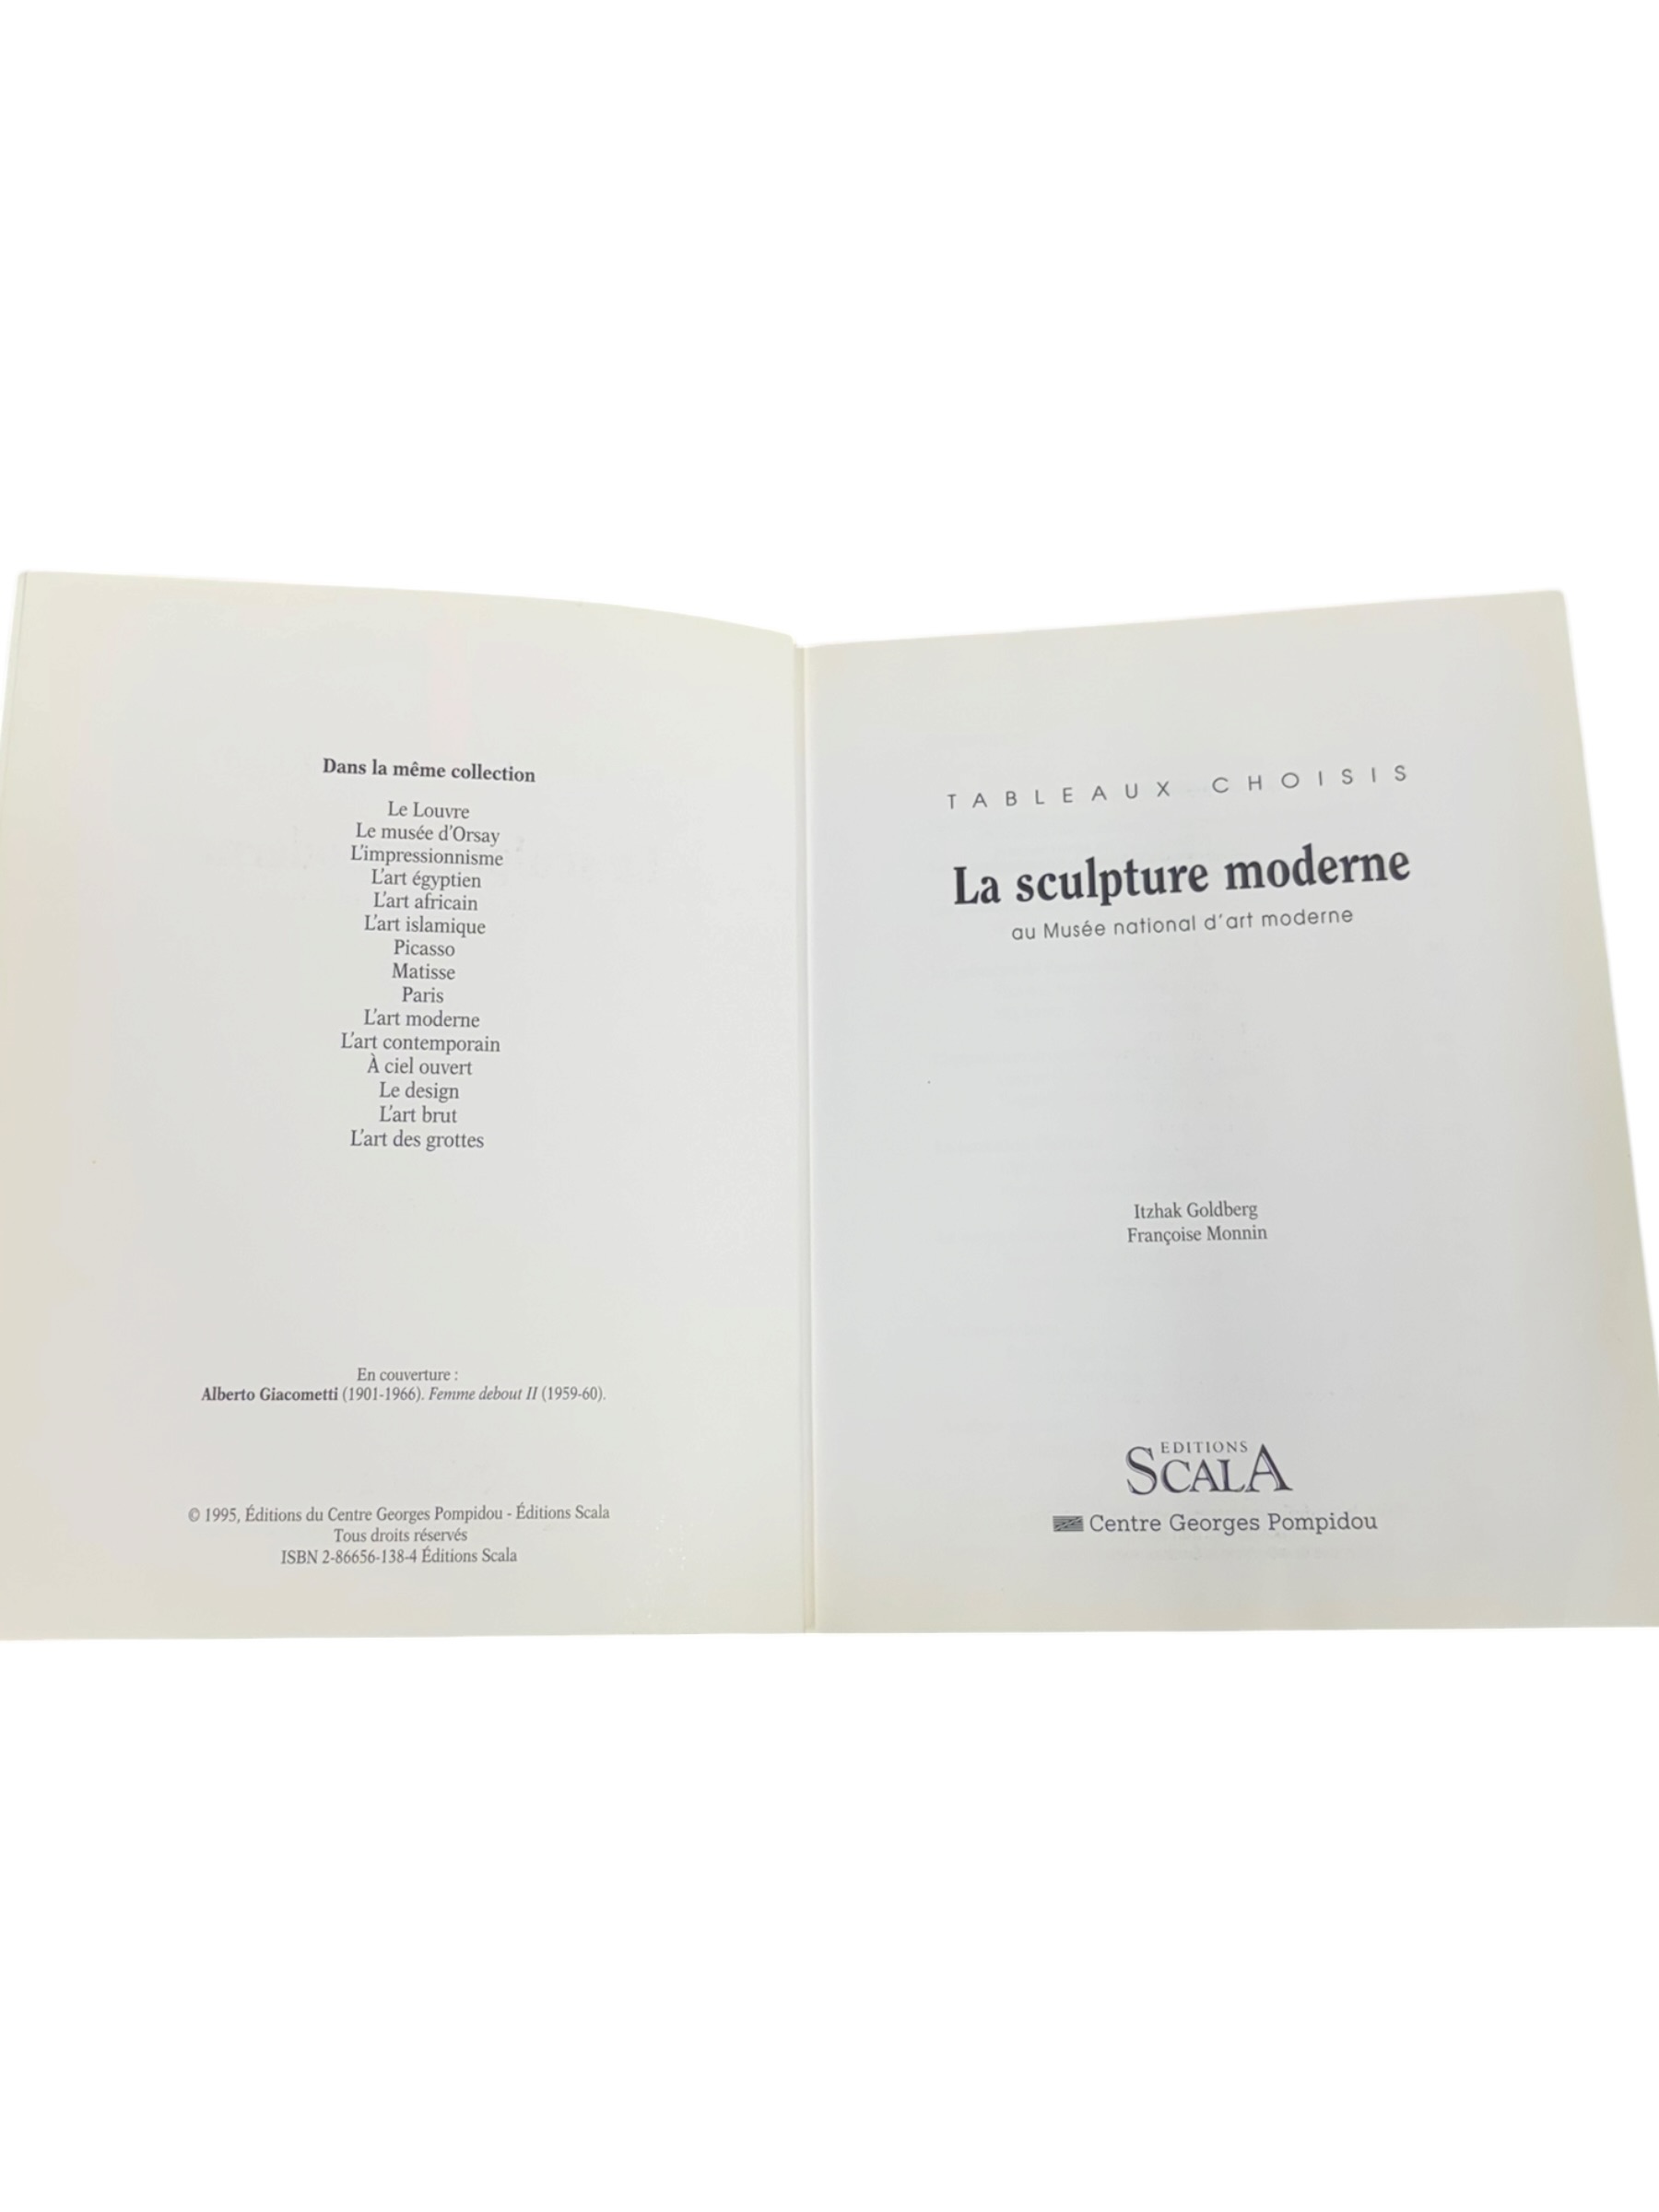 Dans la même collection
Le Louvre
Le musée d'Orsay
L'impressionnisme
L'art égyptien
L'art africain
L'art islamique
Picasso
Matisse
Paris
L'art moderne
L'art contemporain
À ciel ouvert
Le design
L'art brut
L'art des grottes
En couverture :
Alberto Giacometti (1901-1966). Femme debout II (1959-60).
© 1995, Éditions du Centre Georges Pompidou - Éditions Scala
Tous droits réservés
ISBN 2-86656-138-4 Éditions Scala
TABLEAUX CHOISIS
La sculpture moderne
au Musée national d'art moderne
Itzhak Goldberg
Françoise Monnin
EDITIONS
SCALA
Centre Georges Pompidou